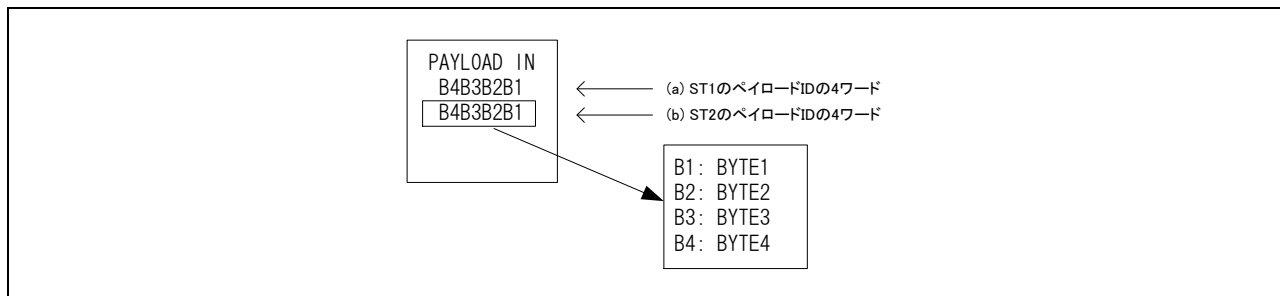 PAYLOAD IN
B4B3B2B1
(a) ST1のペイロードIDの4ワード
B4B3B2B1
(b) ST2のペイロードIDの4ワード
B1: BYTE1
B2: BYTE2
B3: BYTE3
B4: BYTE4